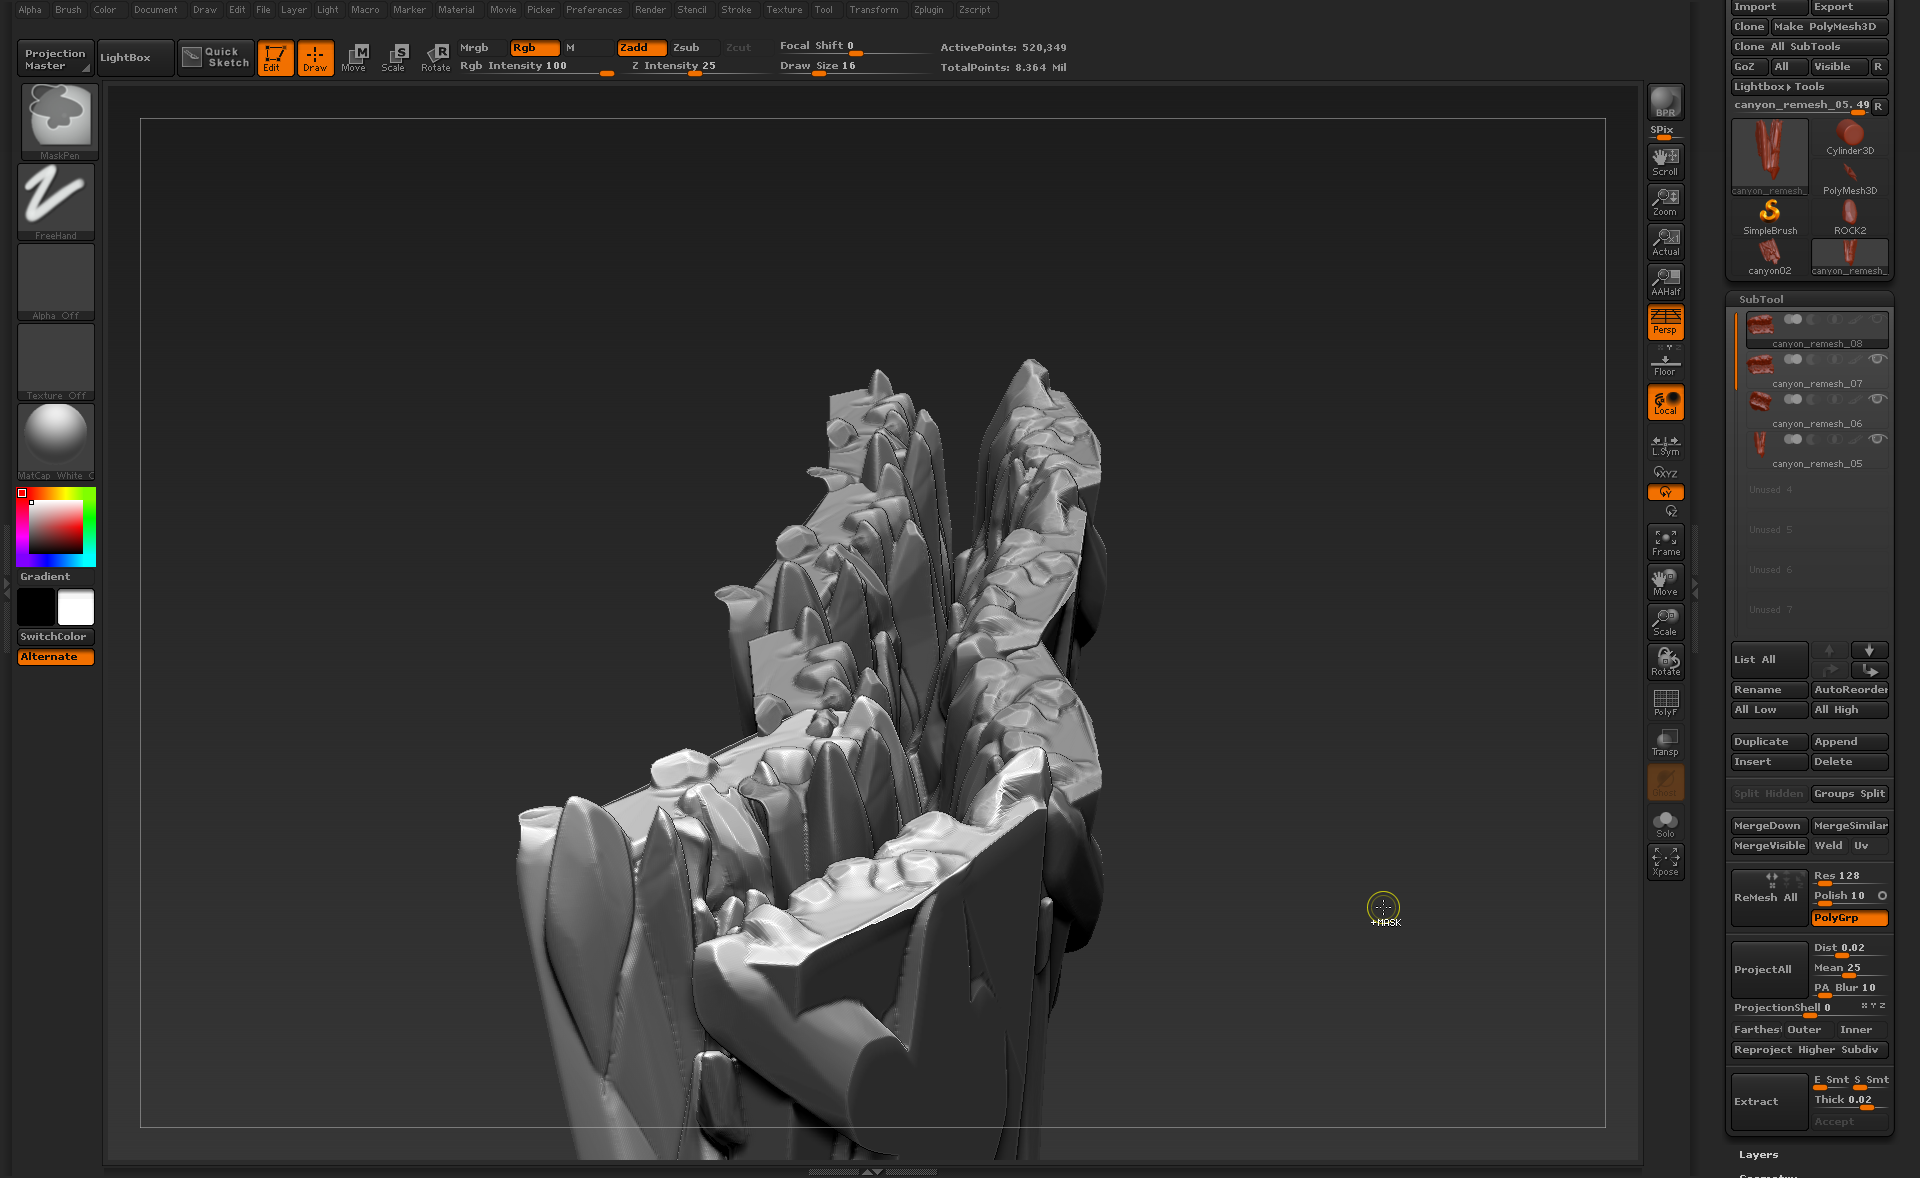 Alpha Brush Color Document Draw Edit File Layer Light Macro Marker Material Movie Picker Preferences Render Stencil Stroke Texture Tool Transform Zplugin Zscript
Projection Master
LightBox
Quick Sketch
Edit
Draw
Move
Scale
Rotate
Mrgb Rgb M
Rgb Intensity 100
Zadd Zsub Zcut
Z Intensity 25
Focal Shift 0
Draw Size 16
ActivePoints: 520,349
TotalPoints: 8.364 Mil
MaskPen
FreeHand
Alpha Off
Texture Off
MatCap White C
Gradient
SwitchColor
Alternate
+MASK
BPR
SPix
Scroll
Zoom
Actual
AAHalf
Persp
Floor
Local
L.Sym
XYZ
Y
Z
Frame
Move
Scale
Rotate
PolyF
Transp
Ghost
Solo
Xpose
Import Export
Clone Make PolyMesh3D
Clone All SubTools
GoZ All Visible R
Lightbox▸Tools
canyon_remesh_05. 49 R
canyon_remesh_
Cylinder3D
PolyMesh3D
SimpleBrush
ROCK2
canyon02
canyon_remesh_
SubTool
canyon_remesh_08
canyon_remesh_07
canyon_remesh_06
canyon_remesh_05
Unused 4
Unused 5
Unused 6
Unused 7
List All
Rename AutoReorder
All Low All High
Duplicate Append
Insert Delete
Split Hidden Groups Split
MergeDown MergeSimilar
MergeVisible Weld Uv
ReMesh All
Res 128
Polish 10
PolyGrp
ProjectAll
Dist 0.02
Mean 25
PA Blur 10
ProjectionShell 0 X Y Z
Farthest Outer Inner
Reproject Higher Subdiv
Extract
E Smt S Smt
Thick 0.02
Accept
Layers